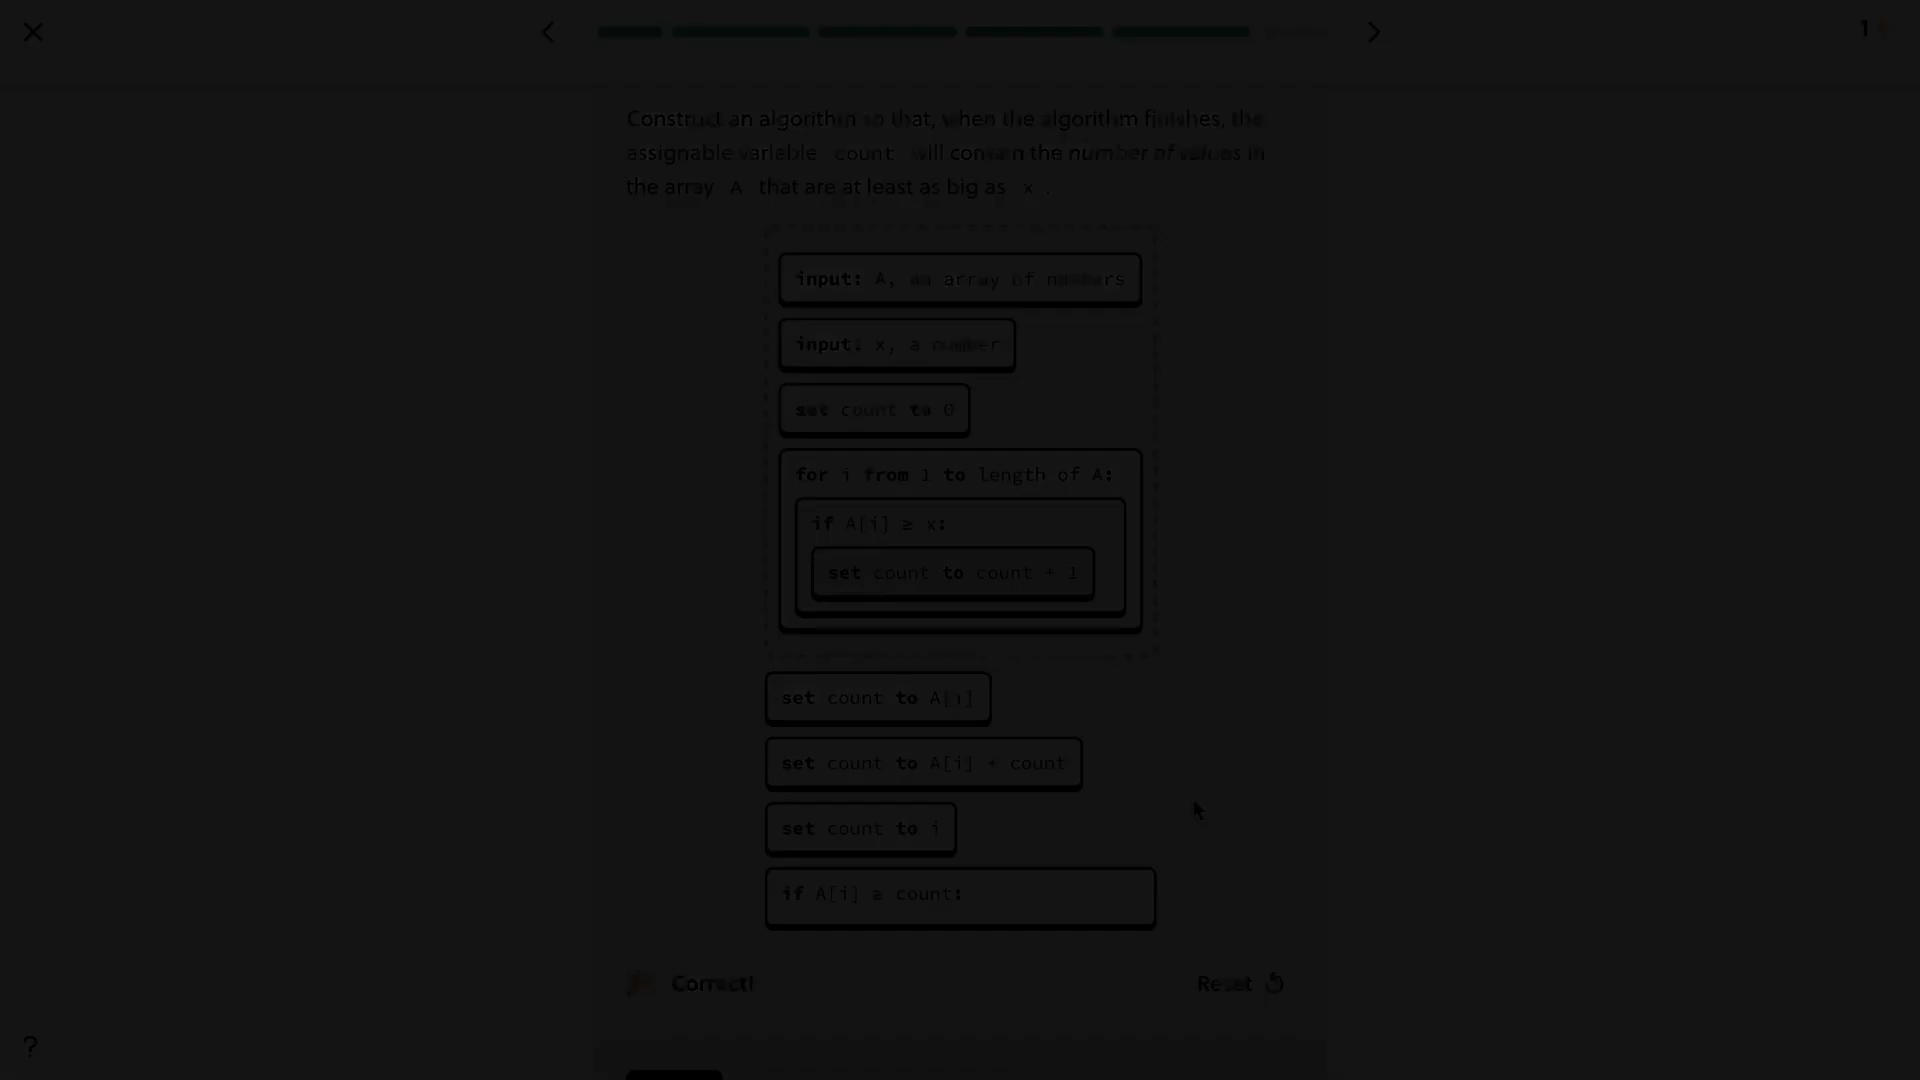 1
Construct an algorithm so that, when the algorithm finishes, the
assignable variable count will contain the number of values in
the array A that are at least as big as x .
input: A, an array of numbers
input: x, a number
set count to 0
for i from 1 to length of A:
if A[i] ≥ x:
set count to count + 1
set count to A[i]
set count to A[i] + count
set count to i
if A[i] ≥ count:
Correct!
Reset
?